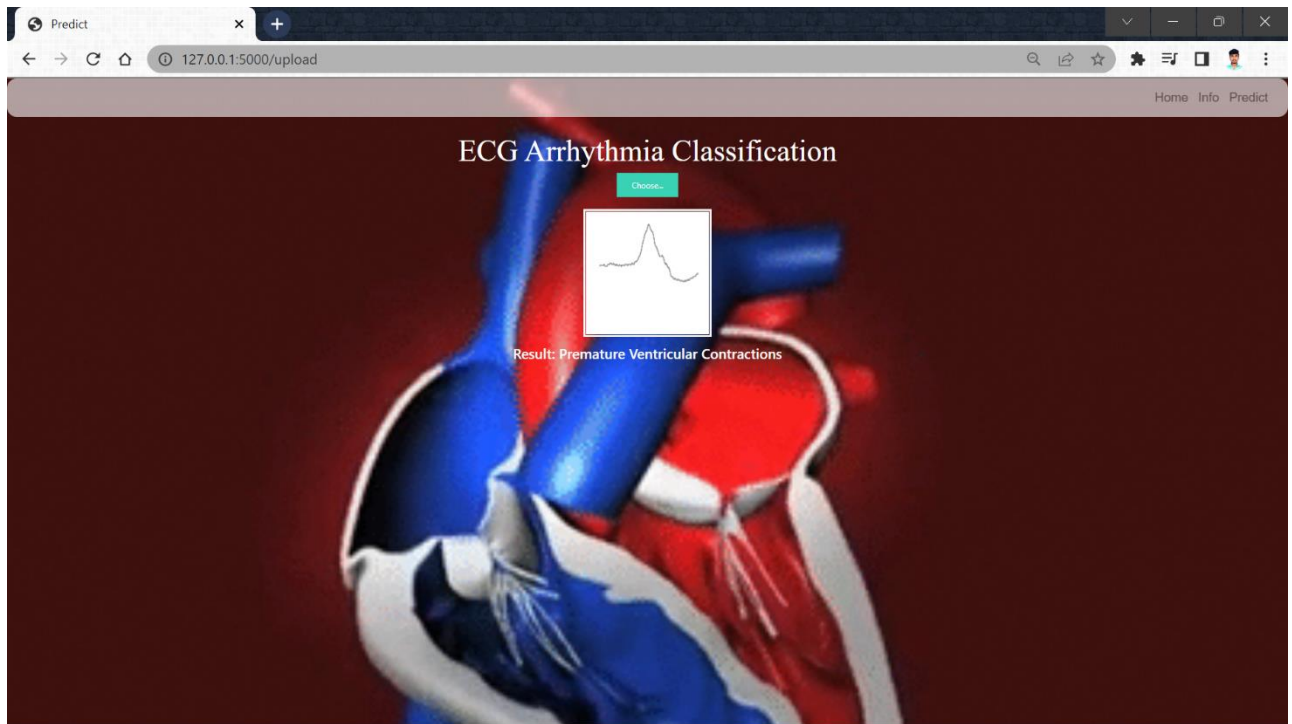 Predict
127.0.0.1:5000/upload
Home Info Predict
ECG Arrhythmia Classification
Choose...
Result: Premature Ventricular Contractions